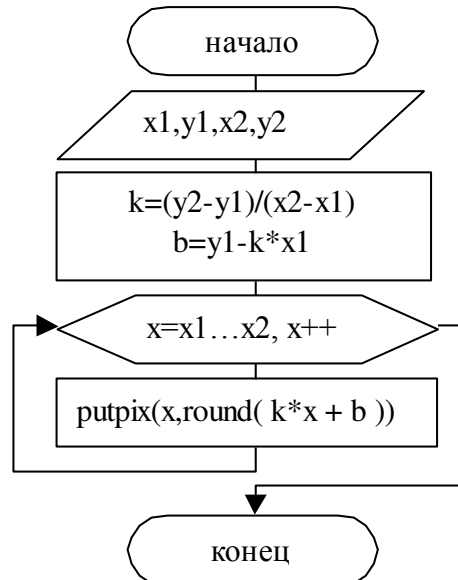 начало
x1,y1,x2,y2
k=(y2-y1)/(x2-x1)
b=y1-k*x1
x=x1…x2, x++
putpix(x,round( k*x + b ))
конец